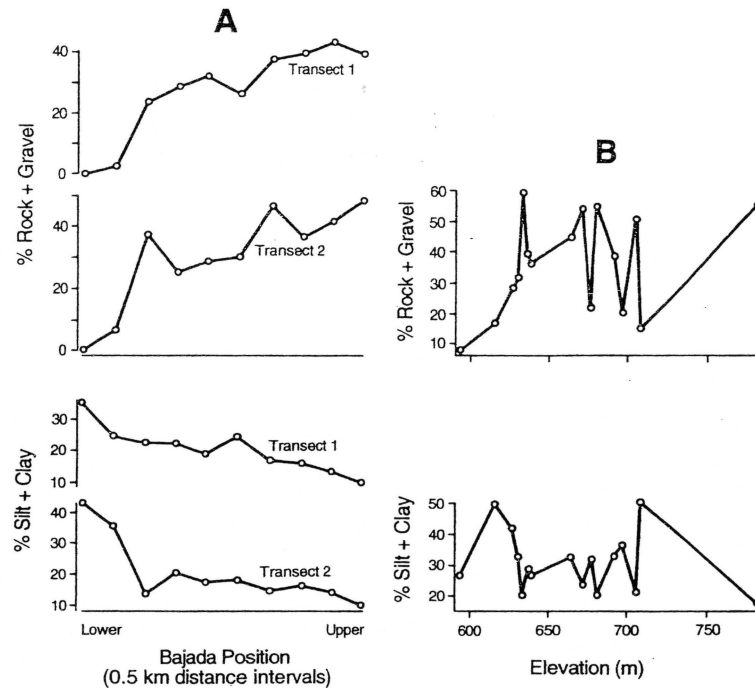 A
40
20
0
% Rock + Gravel
Transect 1
40
20
0
Transect 2
30
20
10
% Silt + Clay
Transect 1
40
30
20
10
Transect 2
Lower
Upper
Bajada Position
(0.5 km distance intervals)
B
60
50
40
30
20
10
% Rock + Gravel
50
40
30
20
% Silt + Clay
600
650
700
750
Elevation (m)